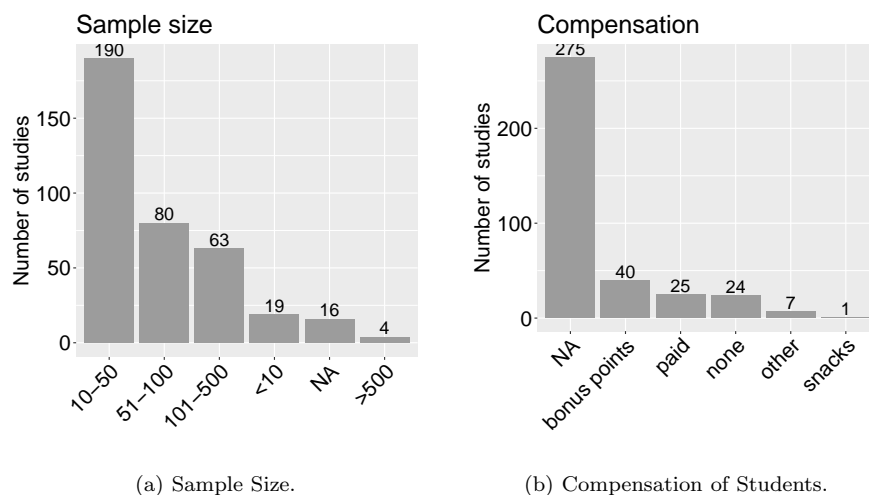 Sample size
190
80
63
19
16
4
150
100
50
0
Number of studies
10−50
51−100
101−500
<10
NA
>500
(a) Sample Size.
Compensation
275
40
25
24
7
1
200
100
0
Number of studies
NA
bonus points
paid
none
other
snacks
(b) Compensation of Students.